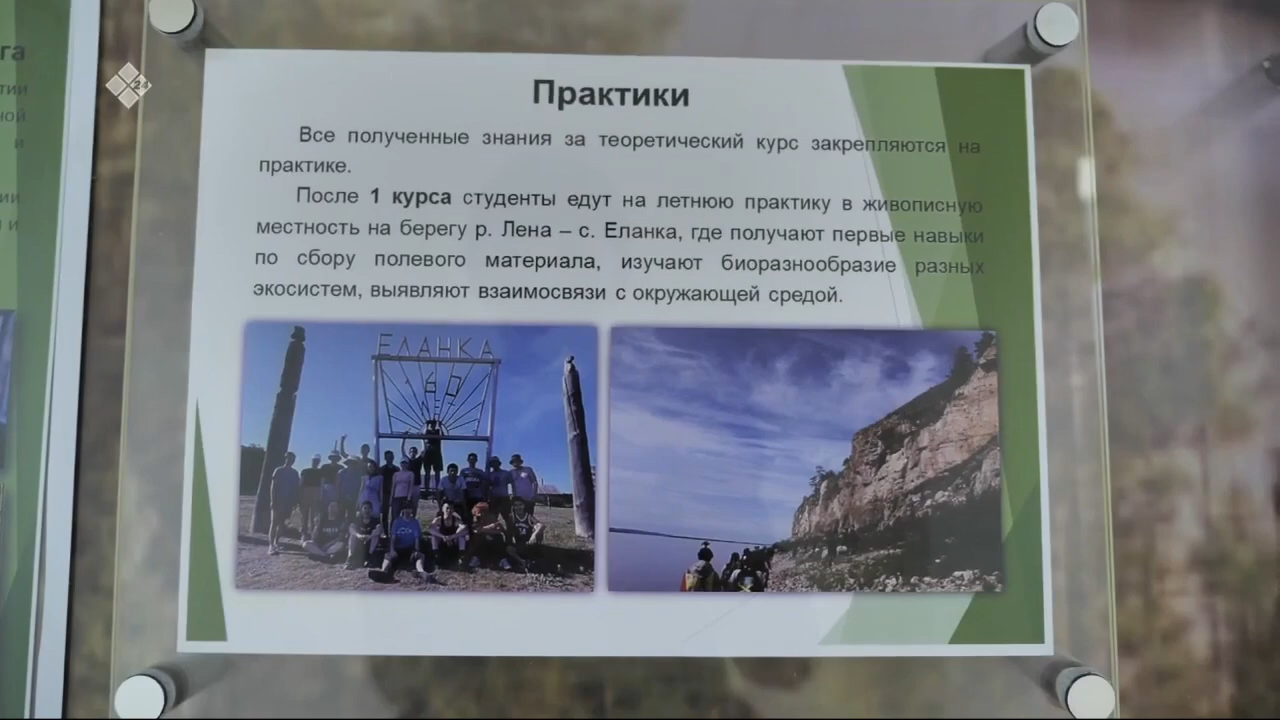 Практики
Все полученные знания за теоретический курс закрепляются на
практике.
После 1 курса студенты едут на летнюю практику в живописную
местность на берегу р. Лена – с. Еланка, где получают первые навыки
по сбору полевого материала, изучают биоразнообразие разных
экосистем, выявляют взаимосвязи с окружающей средой.
ЕЛАНКА
24